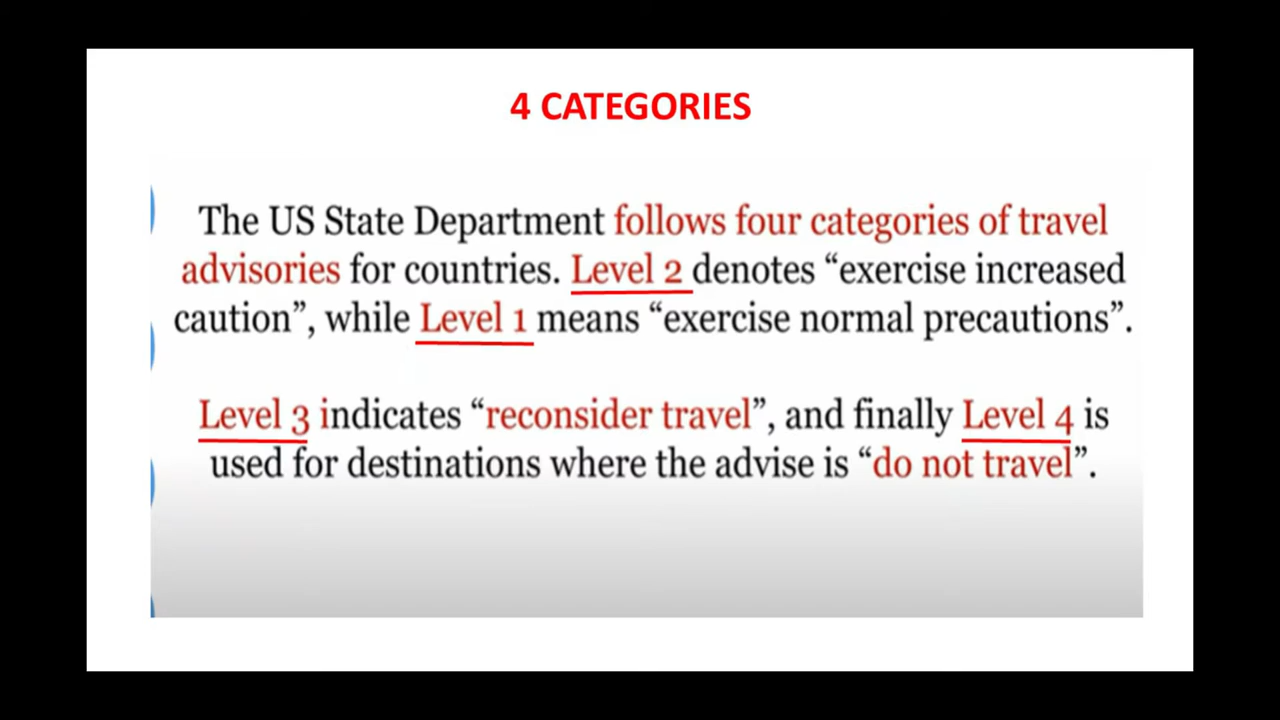 4 CATEGORIES
The US State Department follows four categories of travel
advisories for countries. Level 2 denotes “exercise increased
caution”, while Level 1 means “exercise normal precautions”.
Level 3 indicates “reconsider travel”, and finally Level 4 is
used for destinations where the advise is “do not travel”.